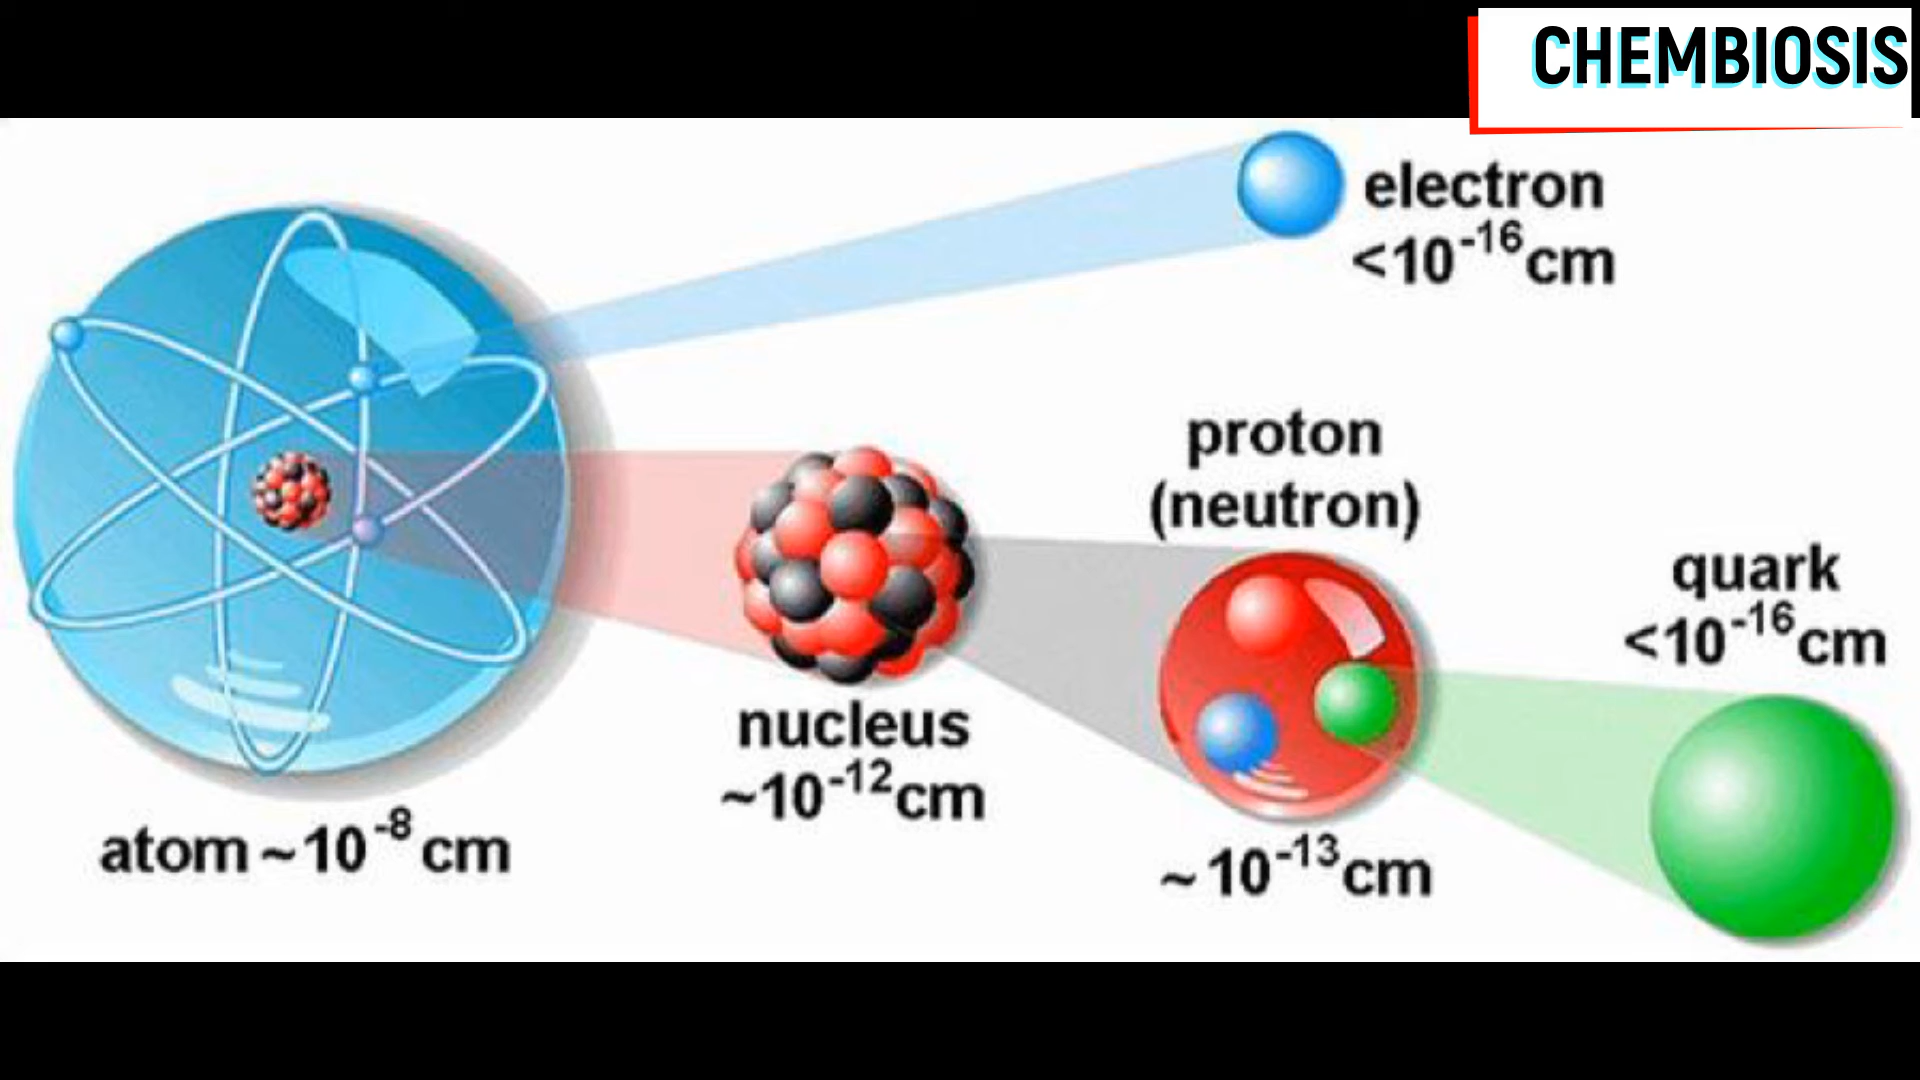 CHEMBIOSIS
electron
<10⁻¹⁶cm
proton
(neutron)
quark
<10⁻¹⁶cm
nucleus
~10⁻¹²cm
atom ~10⁻⁸ cm
~10⁻¹³cm